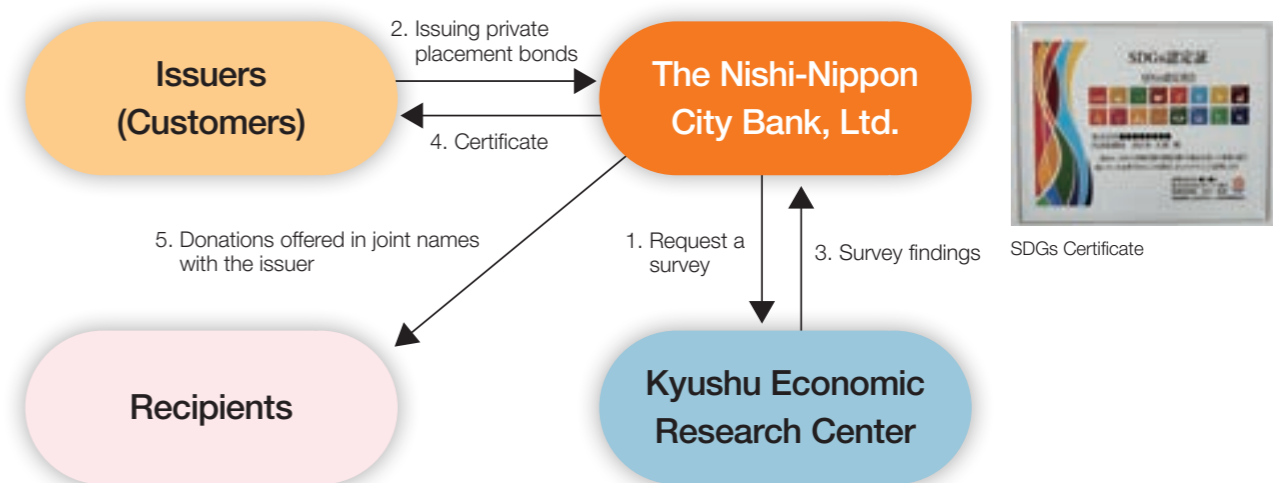 2. Issuing private
placement bonds
Issuers
(Customers)
The Nishi-Nippon
City Bank, Ltd.
4. Certificate
SDGs認定証
5. Donations offered in joint names
with the issuer
1. Request a
survey
3. Survey findings
SDGs Certificate
Recipients
Kyushu Economic
Research Center